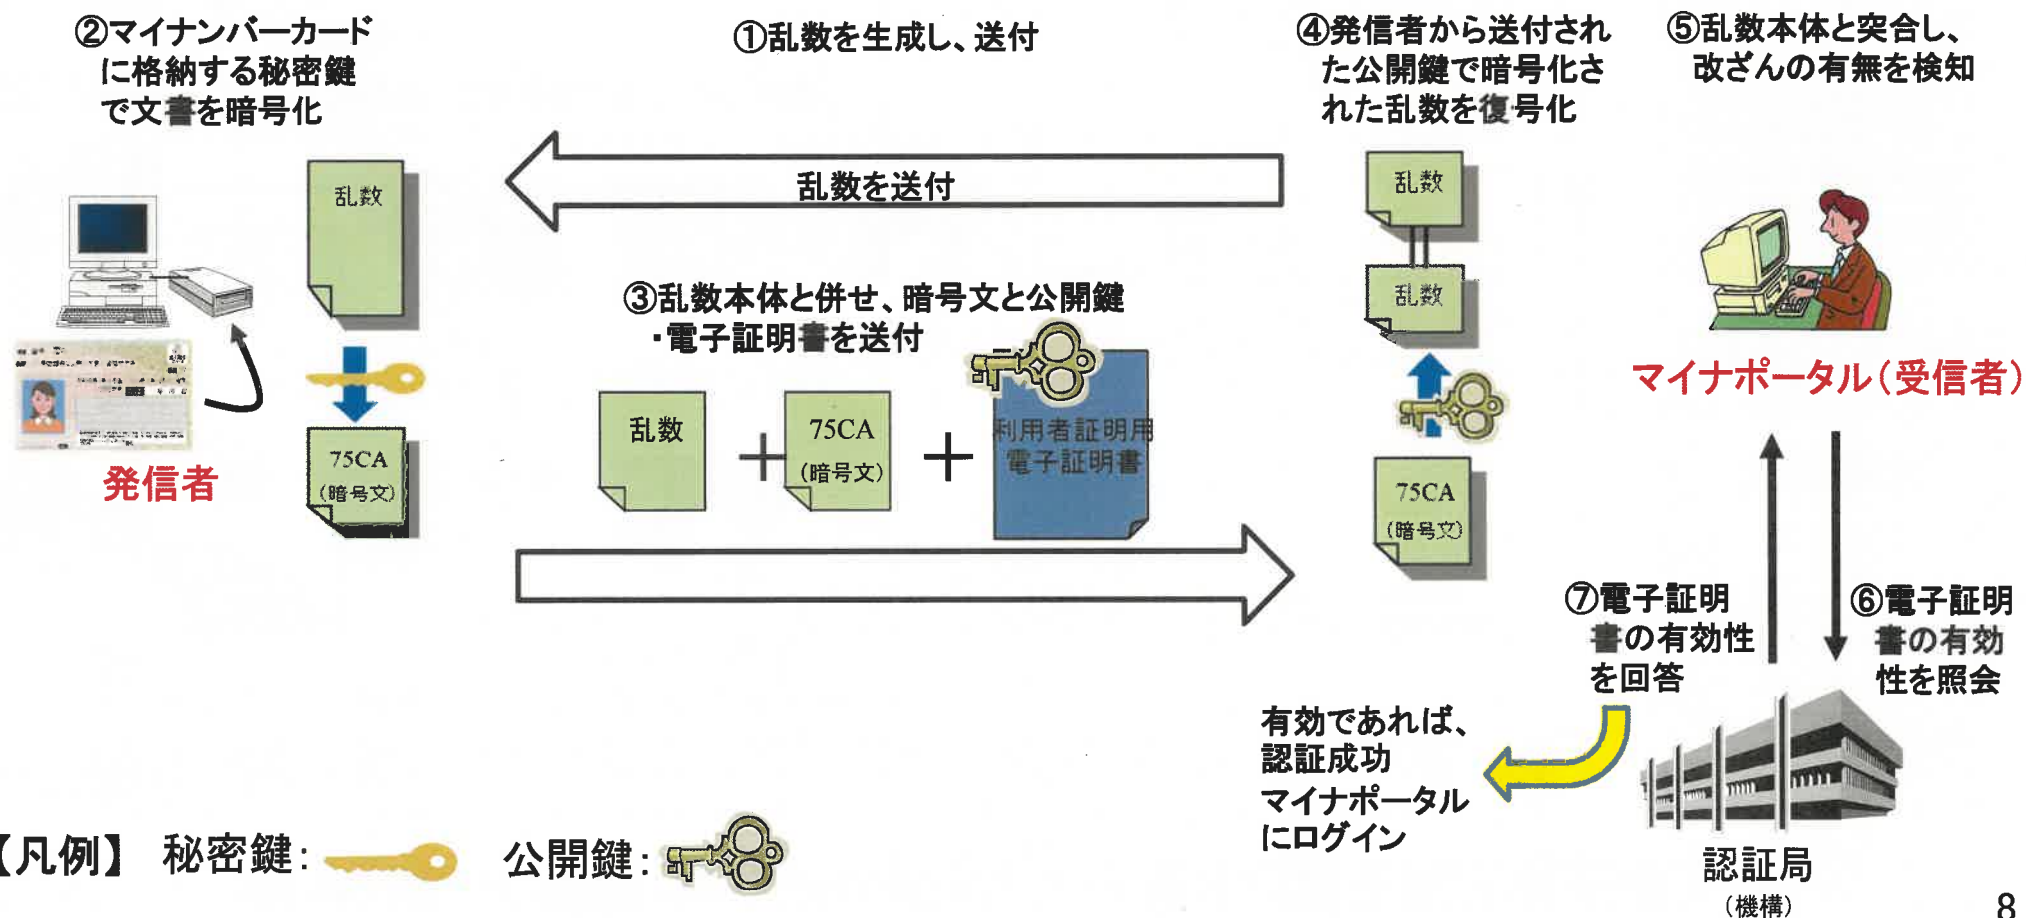 ②マイナンバーカード
に格納する秘密鍵
で文書を暗号化
①乱数を生成し、送付
④発信者から送付され
た公開鍵で暗号化さ
れた乱数を復号化
⑤乱数本体と突合し、
改ざんの有無を検知
乱数
乱数を送付
乱数
乱数
③乱数本体と併せ、暗号文と公開鍵
・電子証明書を送付
乱数
＋
75CA
(暗号文)
＋
利用者証明用
電子証明書
発信者
75CA
(暗号文)
75CA
(暗号文)
マイナポータル（受信者）
⑦電子証明
書の有効性
を回答
⑥電子証明
書の有効
性を照会
有効であれば、
認証成功
マイナポータル
にログイン
認証局
(機構)
【凡例】 秘密鍵： 公開鍵：
8